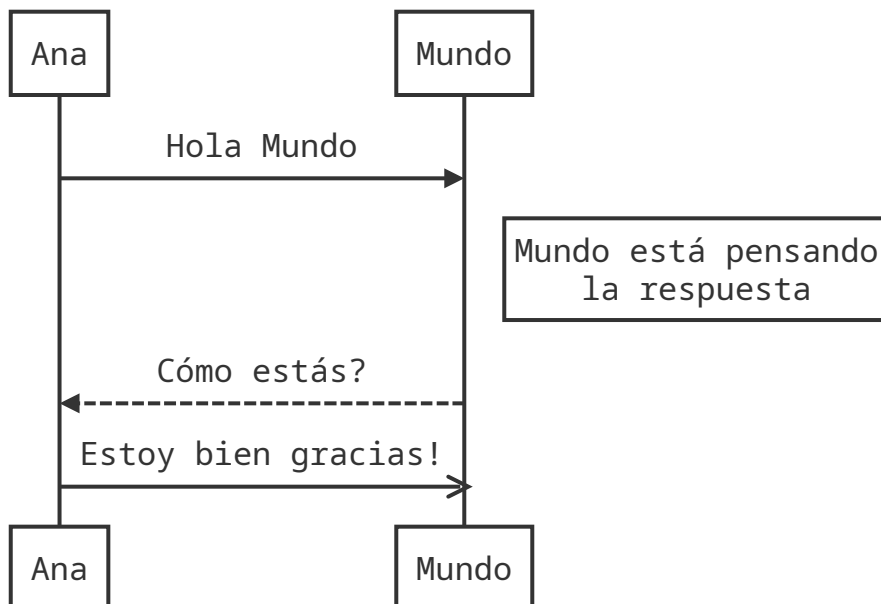 Ana
Mundo
Hola Mundo
Mundo está pensando
la respuesta
Cómo estás?
Estoy bien gracias!
Ana
Mundo